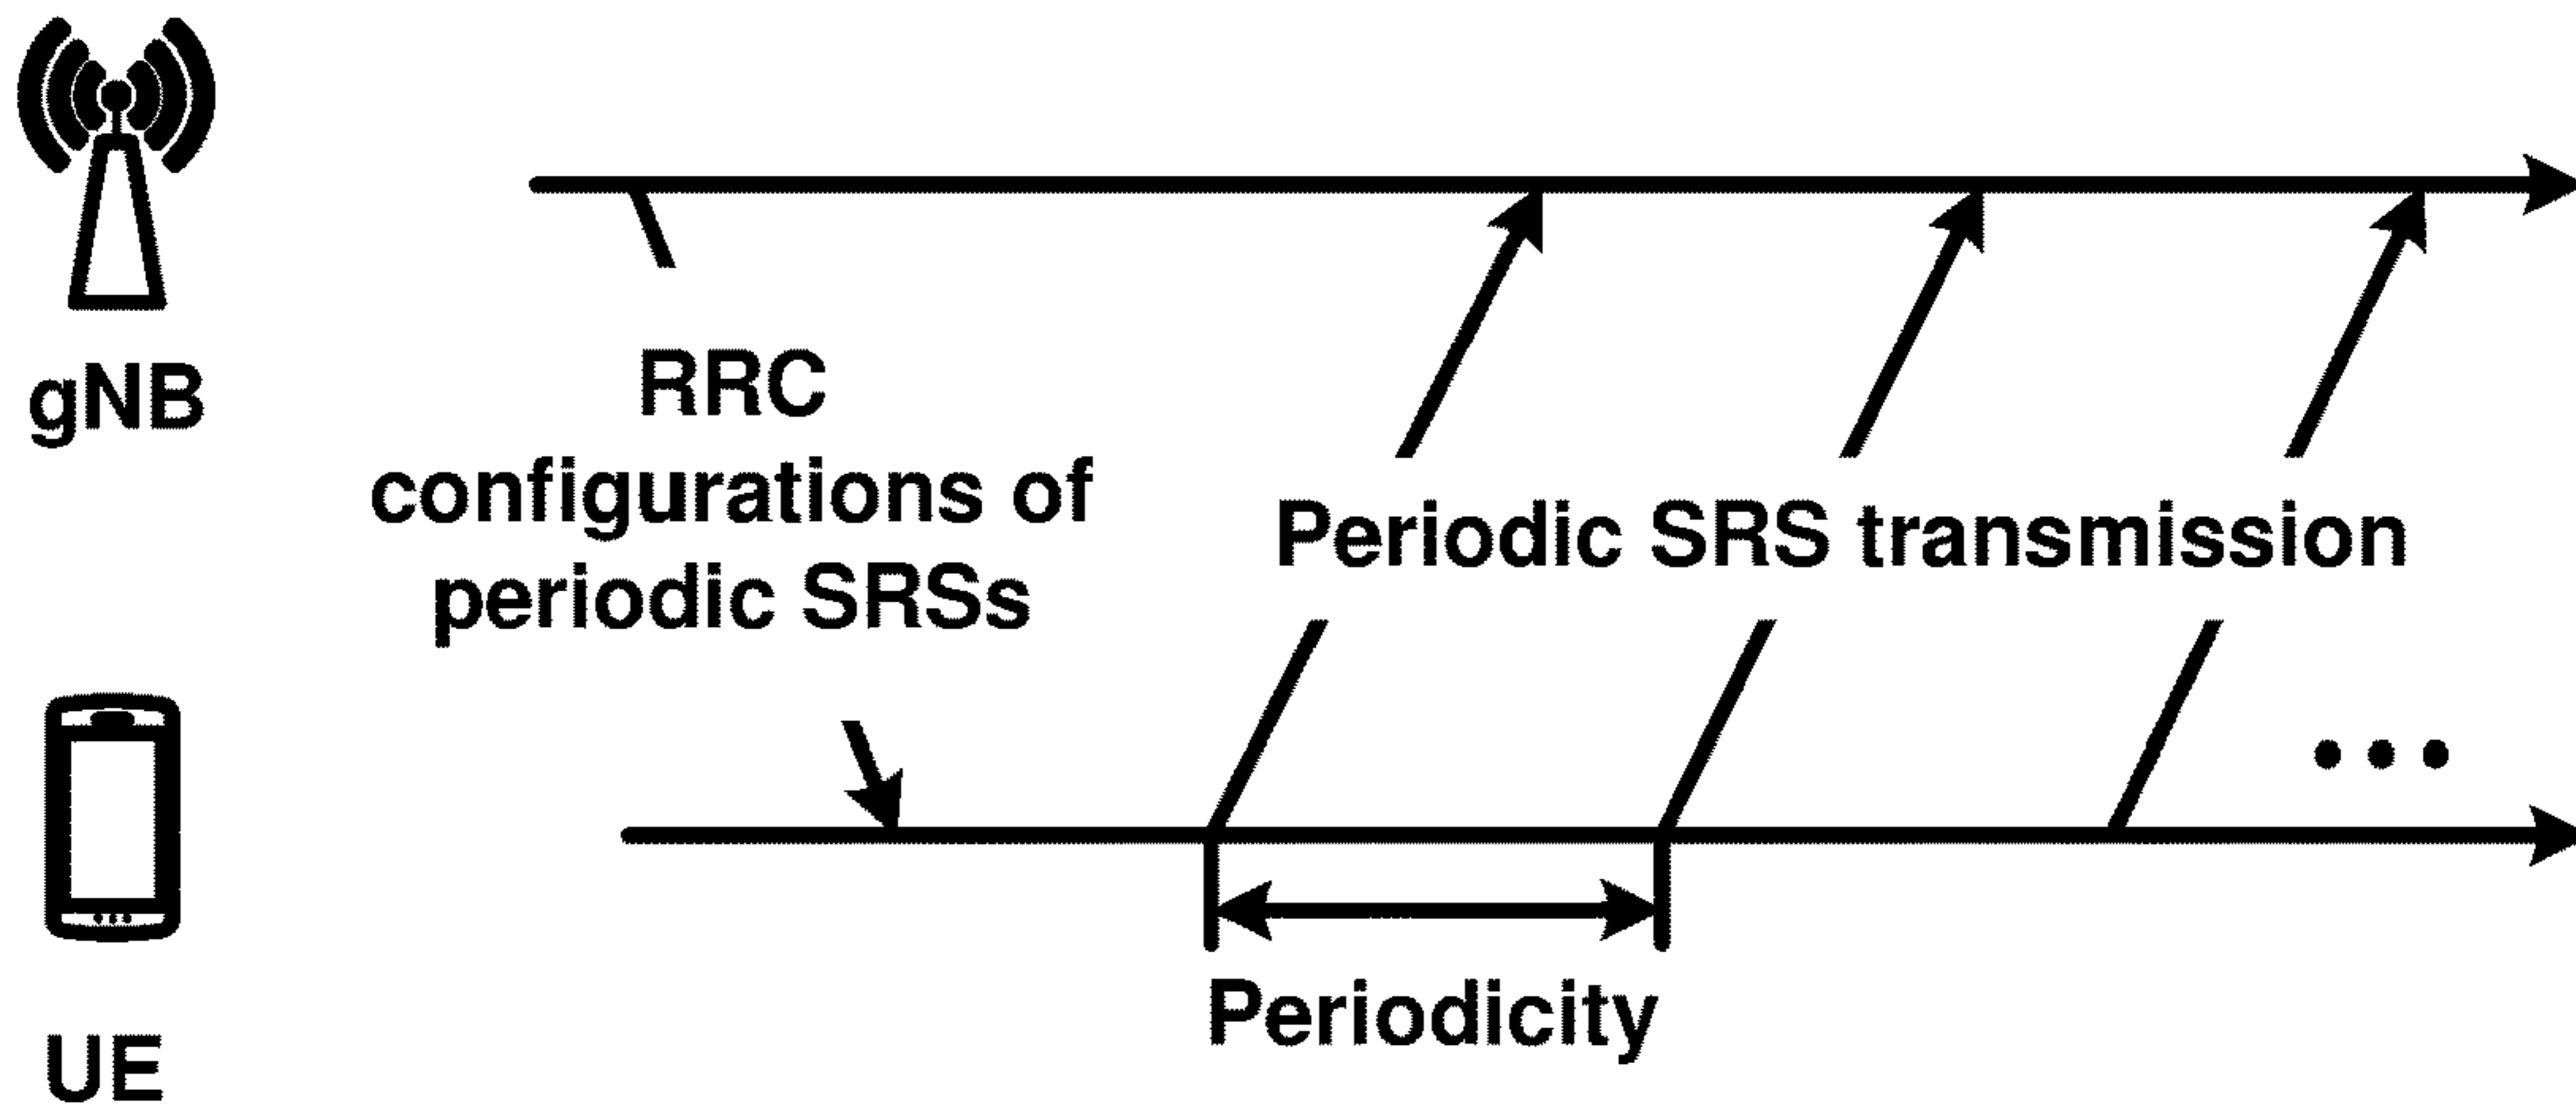 gNB
RRC
configurations of
periodic SRSs
Periodic SRS transmission
Periodicity
UE